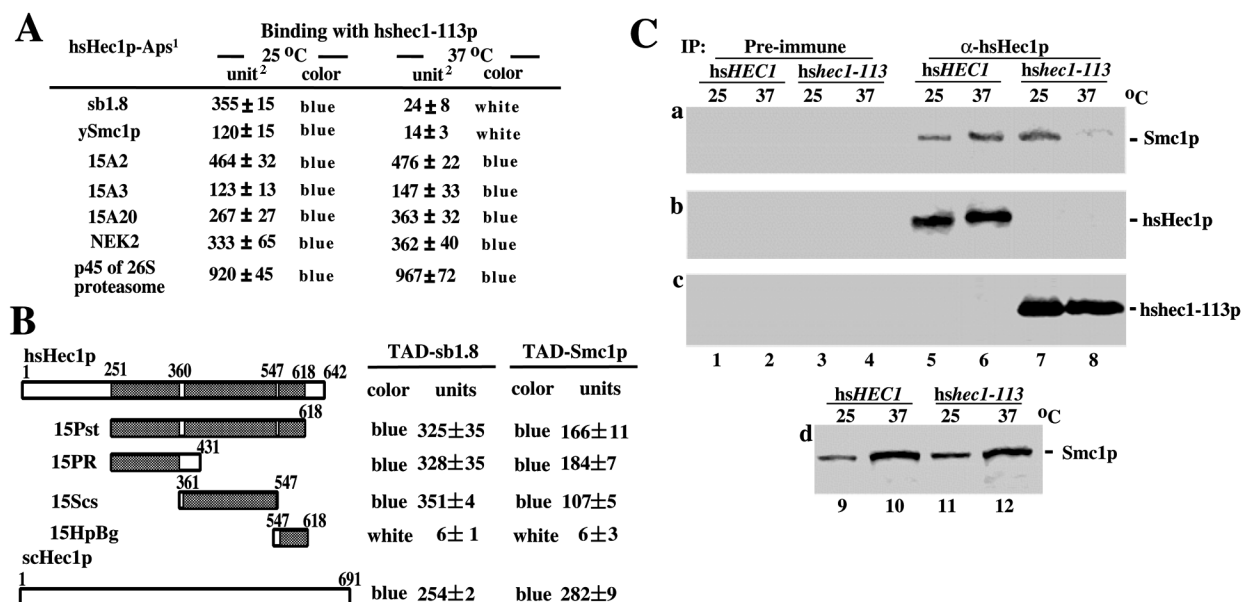 A
Binding with hshec1-113p
hsHec1p-Aps1
25 °C 37 °C
unit2 color unit2 color
sb1.8 355 ± 15 blue 24 ± 8 white
ySmc1p 120 ± 15 blue 14 ± 3 white
15A2 464 ± 32 blue 476 ± 22 blue
15A3 123 ± 13 blue 147 ± 33 blue
15A20 267 ± 27 blue 363 ± 32 blue
NEK2 333 ± 65 blue 362 ± 40 blue
p45 of 26S
proteasome 920 ± 45 blue 967 ± 72 blue
B
hsHec1p
TAD-sb1.8 TAD-Smc1p
1 251 360 547 618 642
color units color units
618
15Pst blue 325±35 blue 166±11
431
15PR blue 328±35 blue 184±7
361 547
15Scs blue 351±4 blue 107±5
547 618
15HpBg white 6±1 white 6±3
scHec1p
1 691
blue 254±2 blue 282±9
C
IP: Pre-immune α-hsHec1p
hsHEC1 hshec1-113 hsHEC1 hshec1-113
25 37 25 37 25 37 25 37 °C
a
Smc1p
b
hsHec1p
c
hshec1-113p
1 2 3 4 5 6 7 8
hsHEC1 hshec1-113
25 37 25 37 °C
d
Smc1p
9 10 11 12